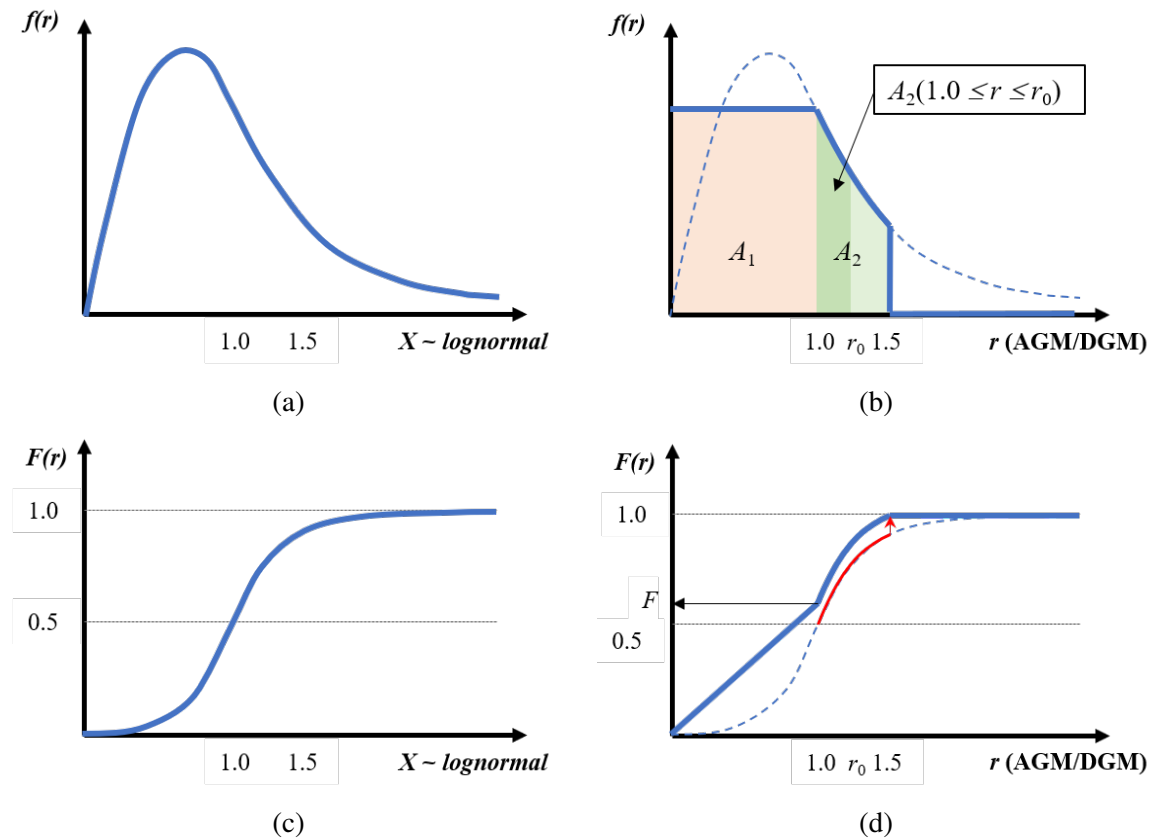 f(r)
1.0 1.5
X ~ lognormal
(a)
f(r)
A₂(1.0 ≤ r ≤ r₀)
A₁
A₂
1.0 r₀ 1.5
r (AGM/DGM)
(b)
F(r)
1.0
0.5
1.0 1.5
X ~ lognormal
(c)
F(r)
1.0
F
0.5
1.0 r₀ 1.5
r (AGM/DGM)
(d)